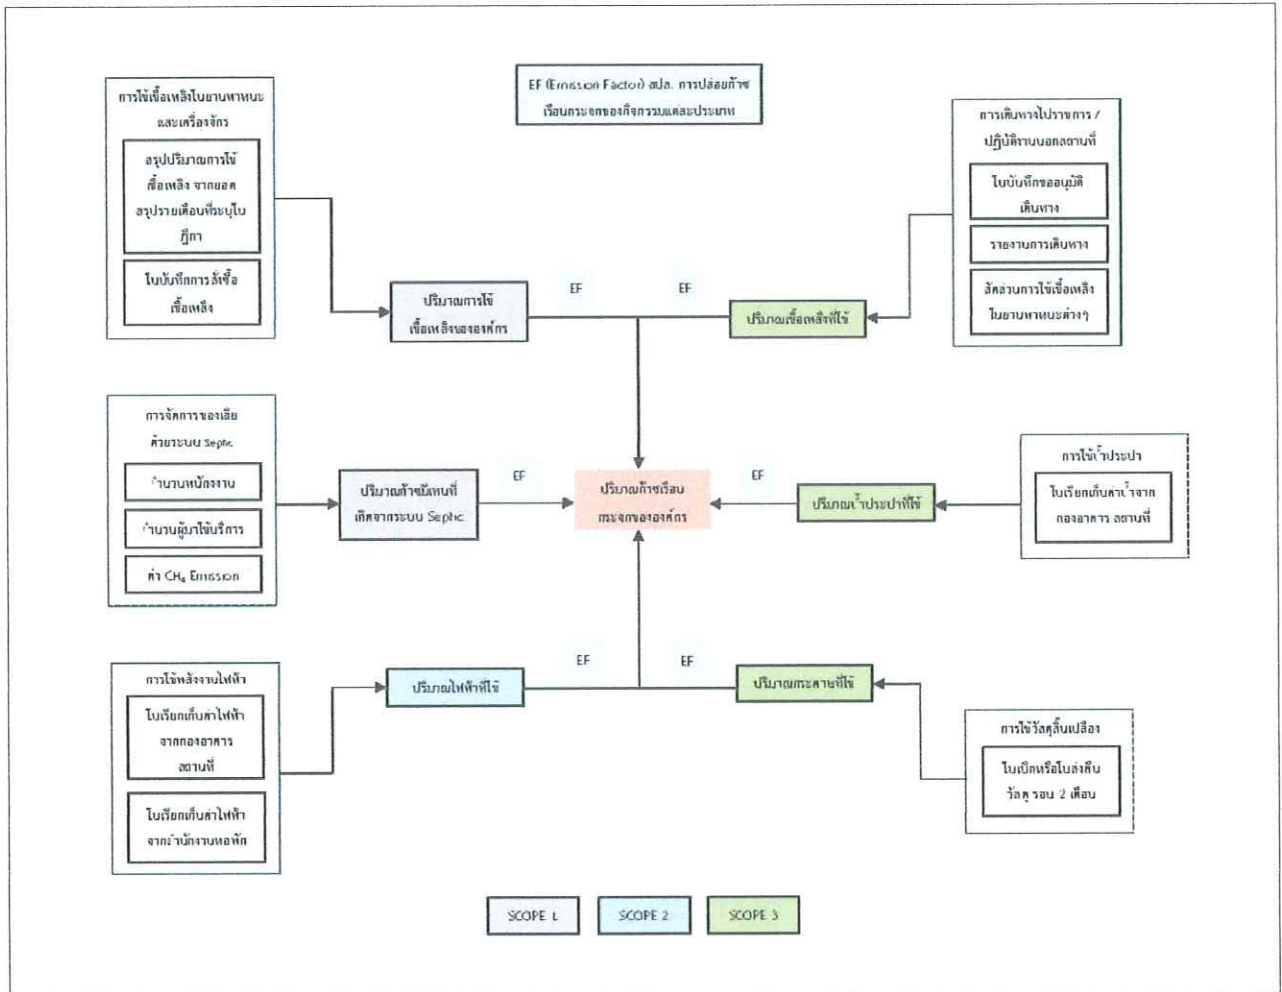 EF (Emission Factor) สปส. การปล่อยก๊าซ
เรือนกระจกของกิจกรรมแต่ละประเภท
การใช้เชื้อเพลิงในยานพาหนะ
และเครื่องจักร
สรุปปริมาณการใช้
เชื้อเพลิง จากยอด
สรุปรายเดือนที่ระบุใน
ฎีกา
ใบบันทึกการสั่งซื้อ
เชื้อเพลิง
ปริมาณการใช้
เชื้อเพลิงขององค์กร
EF
EF
ปริมาณเชื้อเพลิงที่ใช้
การเดินทางไปราชการ /
ปฏิบัติงานนอกสถานที่
ใบบันทึกขออนุมัติ
เดินทาง
รายงานการเดินทาง
สัดส่วนการใช้เชื้อเพลิง
ในยานพาหนะต่างๆ
การจัดการของเสีย
ด้วยระบบ Septic
จำนวนพนักงาน
จำนวนผู้มาใช้บริการ
ค่า CH₄ Emission
ปริมาณก๊าซมีเทนที่
เกิดจากระบบ Septic
EF
ปริมาณก๊าซเรือน
กระจกขององค์กร
EF
ปริมาณน้ำประปาที่ใช้
การใช้น้ำประปา
ใบเรียกเก็บค่าน้ำจาก
กองอาคาร สถานที่
การใช้พลังงานไฟฟ้า
ใบเรียกเก็บค่าไฟฟ้า
จากกองอาคาร
สถานที่
ใบเรียกเก็บค่าไฟฟ้า
จากสำนักงานหอพัก
ปริมาณไฟฟ้าที่ใช้
EF
EF
ปริมาณกระดาษที่ใช้
การใช้วัสดุสิ้นเปลือง
ใบเบิกหรือใบส่งคืน
วัสดุ รอบ 2 เดือน
SCOPE 1
SCOPE 2
SCOPE 3